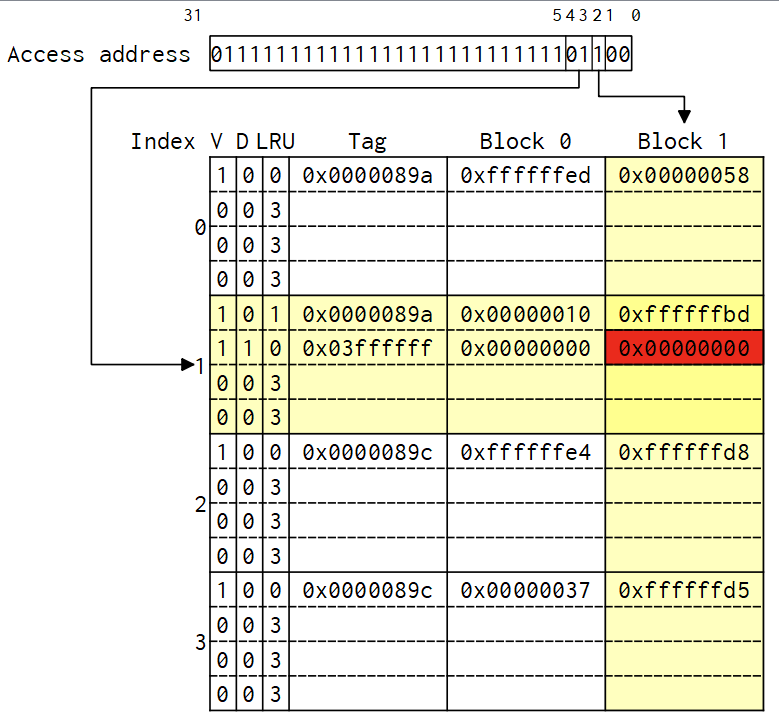 31 5 4 3 2 1 0
Access address 01111111111111111111111111101100
Index V D LRU Tag Block 0 Block 1
1 0 0 0x0000089a 0xffffffed 0x00000058
0 0 3
0
0 0 3
0 0 3
1 0 1 0x0000089a 0x00000010 0xffffffbd
1 1 0 0x03ffffff 0x00000000 0x00000000
1
0 0 3
0 0 3
1 0 0 0x0000089c 0xffffffe4 0xffffffd8
0 0 3
2
0 0 3
0 0 3
1 0 0 0x0000089c 0x00000037 0xffffffd5
0 0 3
3
0 0 3
0 0 3